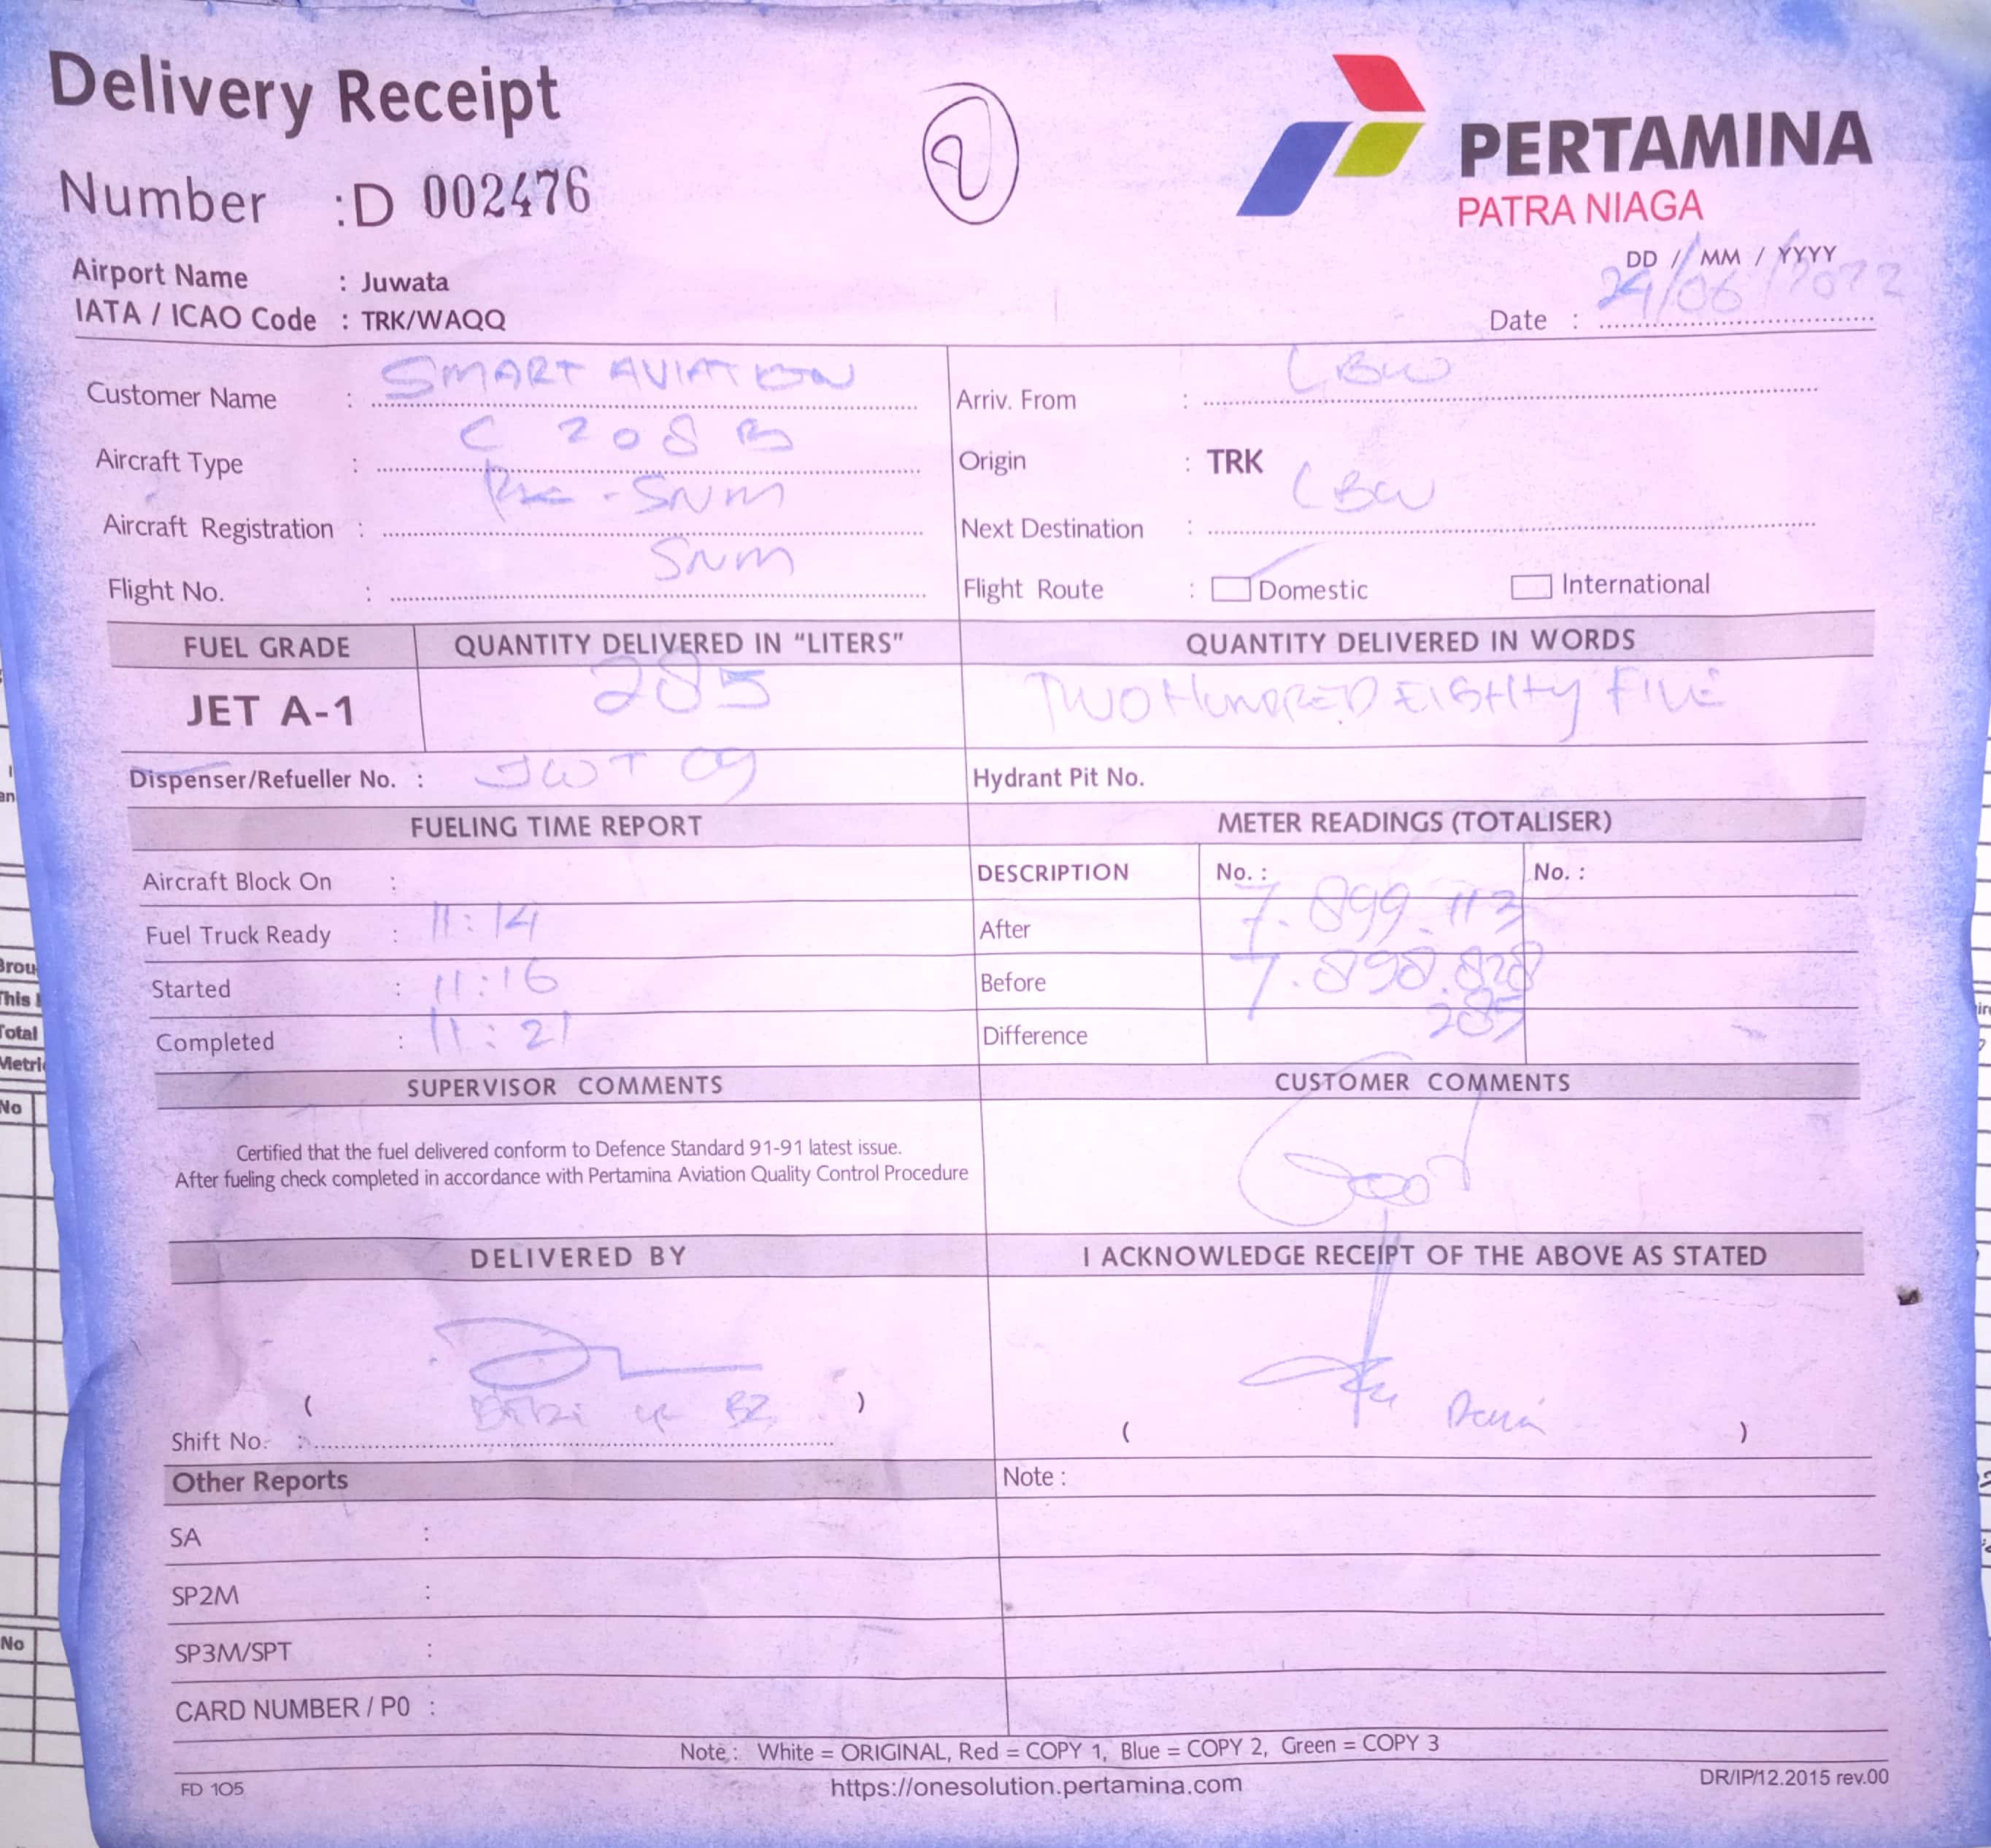 Delivery Receipt
Number :D 002476
2
PERTAMINA
PATRA NIAGA
Airport Name : Juwata
IATA / ICAO Code : TRK/WAQQ
DD / MM / YYYY
Date : 24/06/2022
Customer Name : SMART AVIATION
Arriv. From : LBW
Aircraft Type : C 208 B
Origin : TRK
Aircraft Registration : PK - SNM
Next Destination : LBW
Flight No. : SNM
Flight Route : Domestic International
FUEL GRADE QUANTITY DELIVERED IN “LITERS” QUANTITY DELIVERED IN WORDS
JET A-1 285 TWO HUNDRED EIGHTY FIVE
Dispenser/Refueller No. : JWT 09 Hydrant Pit No.
FUELING TIME REPORT METER READINGS (TOTALISER)
Aircraft Block On : DESCRIPTION No. : No. :
Fuel Truck Ready : 11:14 After 7.899.113
Started : 11:16 Before 7.898.828
Completed : 11:21 Difference 285
SUPERVISOR COMMENTS CUSTOMER COMMENTS
Certified that the fuel delivered conform to Defence Standard 91-91 latest issue.
After fueling check completed in accordance with Pertamina Aviation Quality Control Procedure
DELIVERED BY I ACKNOWLEDGE RECEIPT OF THE ABOVE AS STATED
( )
Shift No. :
( )
Other Reports Note :
SA :
SP2M :
SP3M/SPT :
CARD NUMBER / P0 :
Note : White = ORIGINAL, Red = COPY 1, Blue = COPY 2, Green = COPY 3
FD 105 https://onesolution.pertamina.com DR/IP/12.2015 rev.00